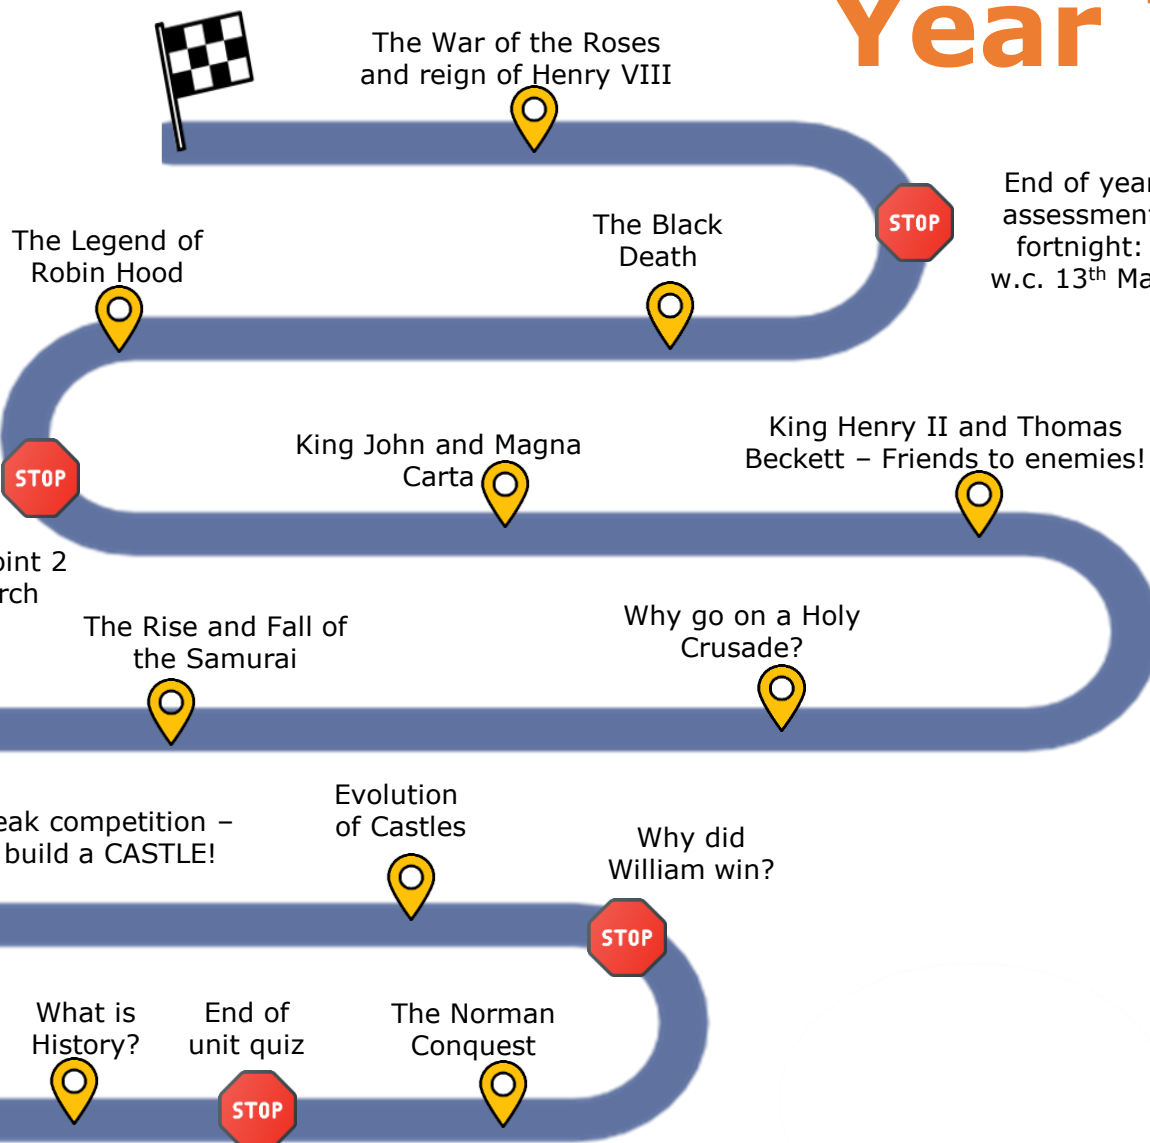 Year
The War of the Roses
and reign of Henry VIII
End of year
assessment
fortnight:
w.c. 13th Ma
STOP
The Black
Death
The Legend of
Robin Hood
King Henry II and Thomas
Beckett – Friends to enemies!
King John and Magna
Carta
STOP
oint 2
rch
The Rise and Fall of
the Samurai
Why go on a Holy
Crusade?
eak competition –
build a CASTLE!
Evolution
of Castles
Why did
William win?
STOP
What is
History?
End of
unit quiz
STOP
The Norman
Conquest